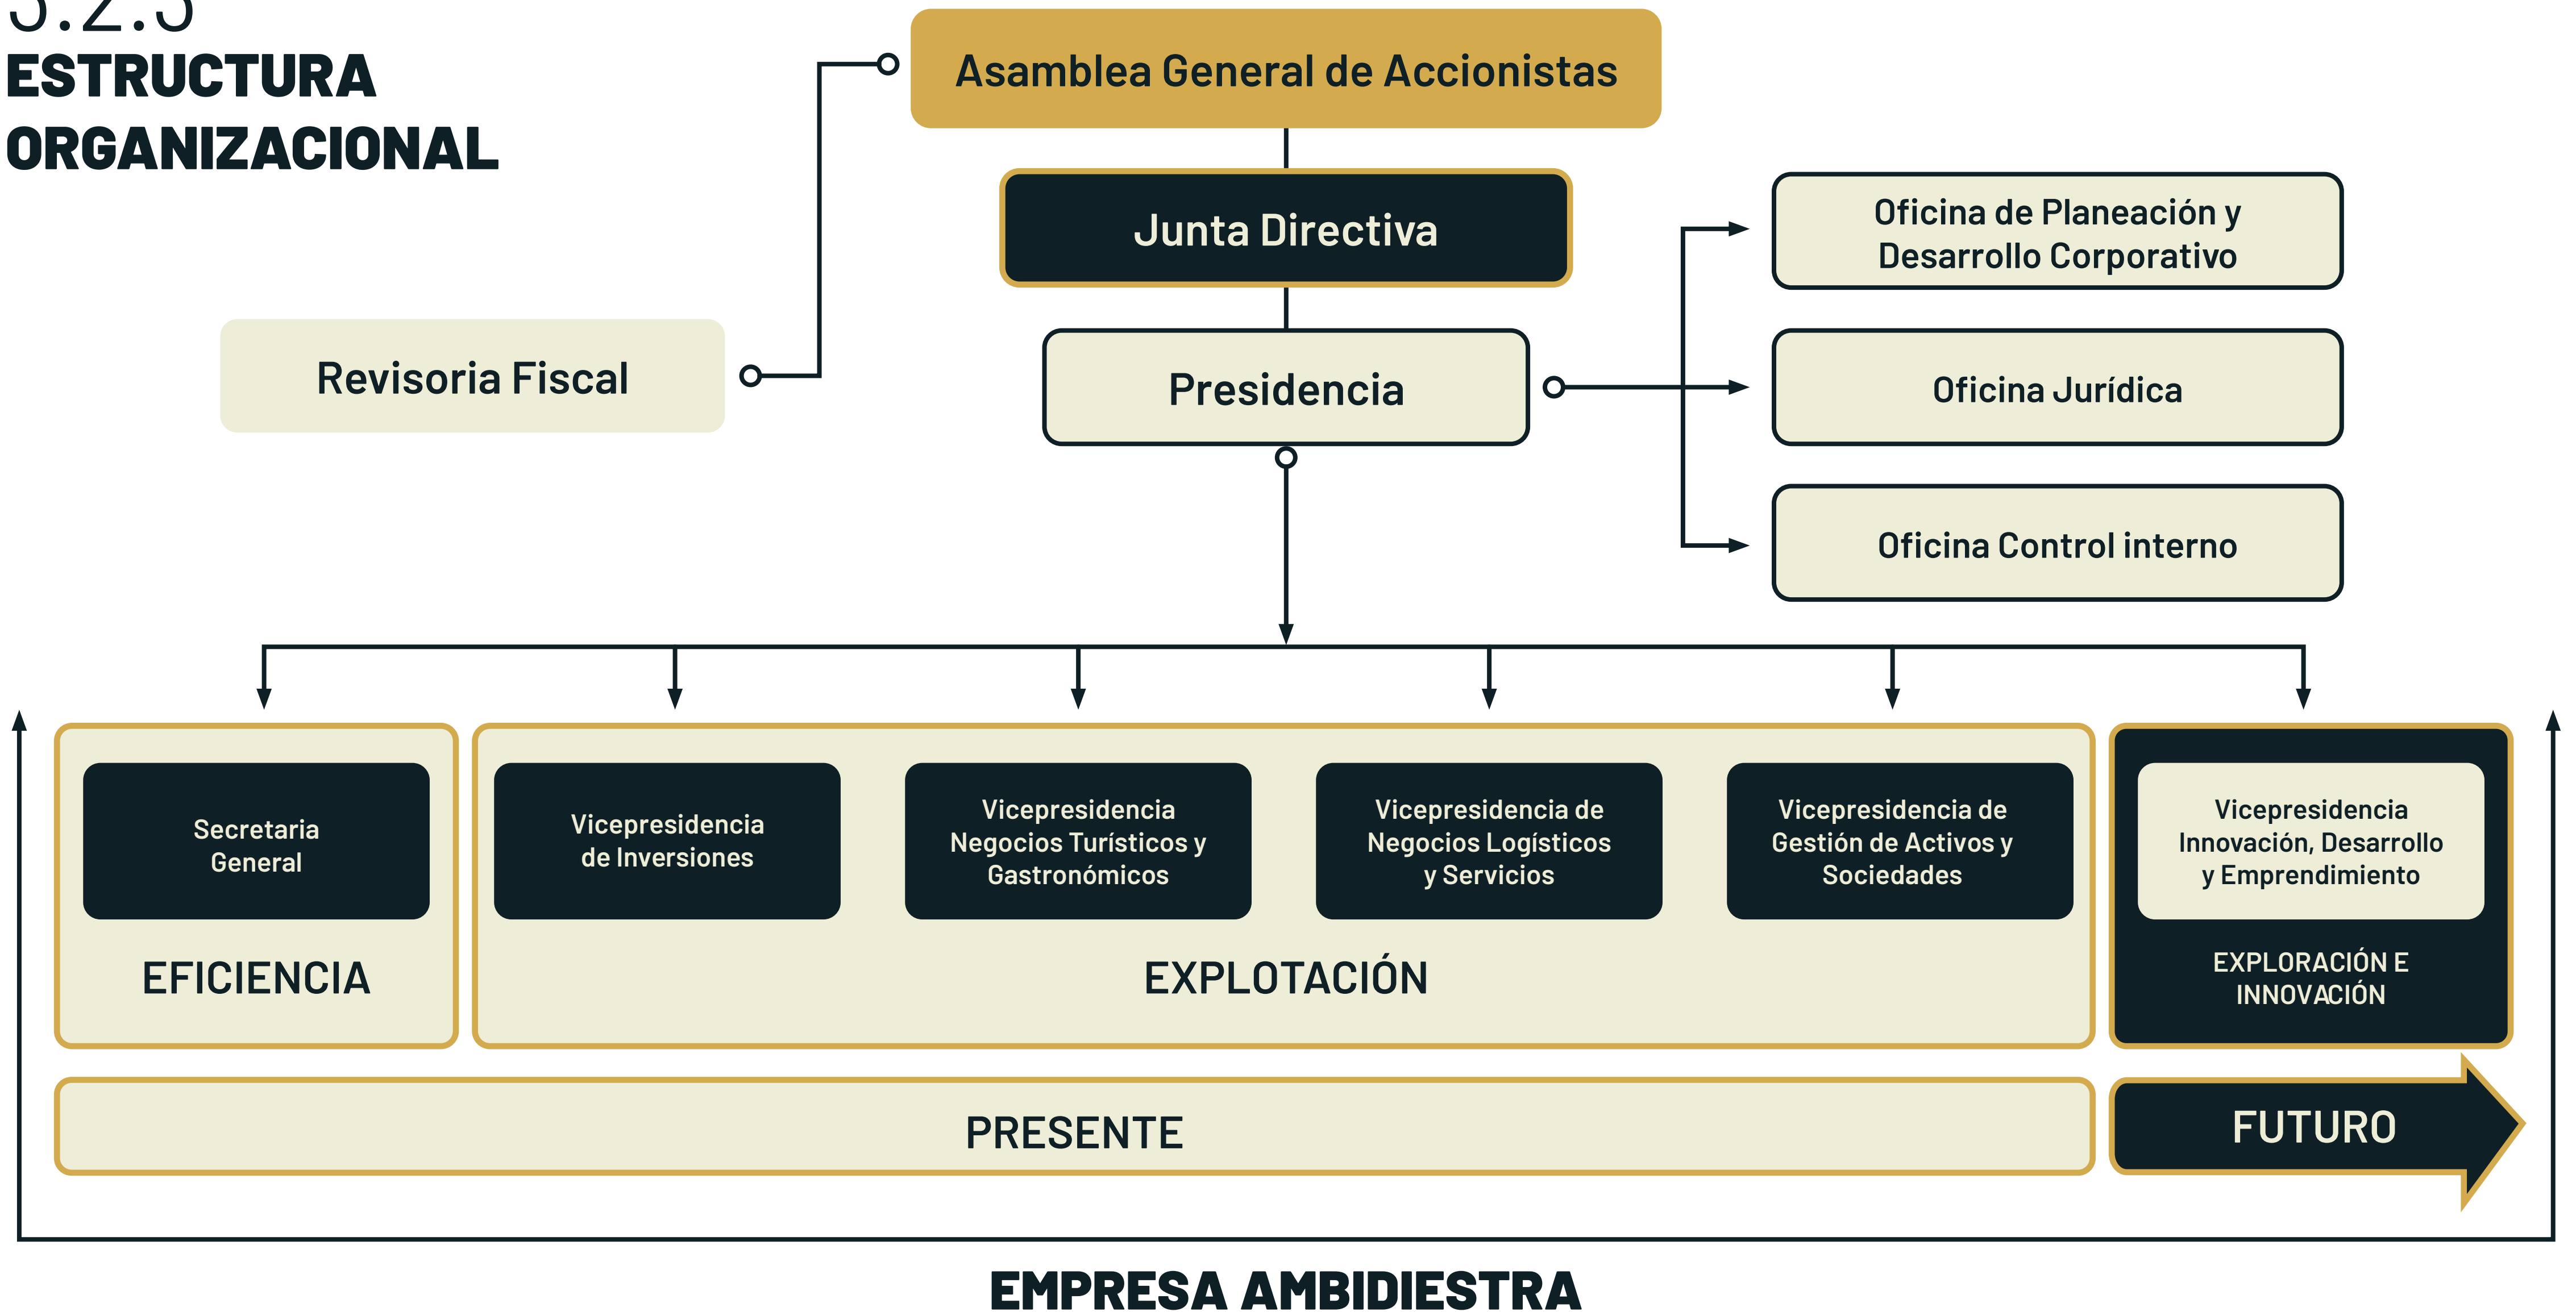 ESTRUCTURA
ORGANIZACIONAL
Asamblea General de Accionistas
Junta Directiva
Oficina de Planeación y
Desarrollo Corporativo
Revisoria Fiscal
Presidencia
Oficina Jurídica
Oficina Control interno
Secretaria
General
Vicepresidencia
de Inversiones
Vicepresidencia
Negocios Turísticos y
Gastronómicos
Vicepresidencia de
Negocios Logísticos
y Servicios
Vicepresidencia de
Gestión de Activos y
Sociedades
Vicepresidencia
Innovación, Desarrollo
y Emprendimiento
EFICIENCIA
EXPLOTACIÓN
EXPLORACIÓN E
INNOVACIÓN
PRESENTE
FUTURO
EMPRESA AMBIDIESTRA